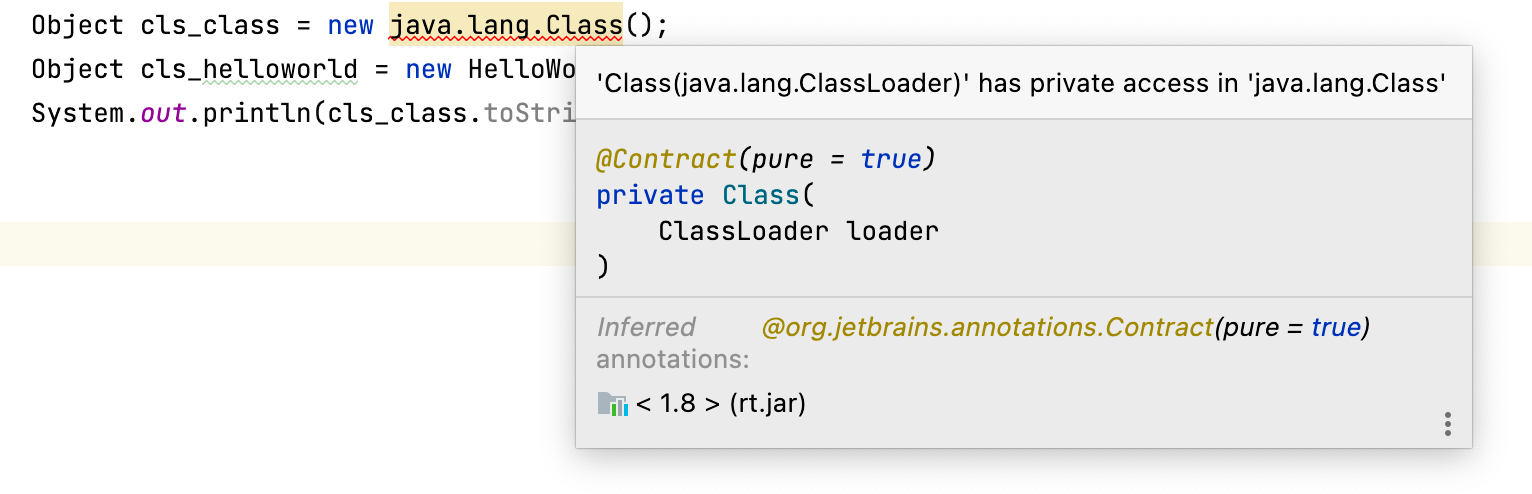 Object cls_class = new java.lang.Class();
Object cls_helloworld = new HelloWo
System.out.println(cls_class.toStri
'Class(java.lang.ClassLoader)' has private access in 'java.lang.Class'
@Contract(pure = true)
private Class(
    ClassLoader loader
)
Inferred annotations: @org.jetbrains.annotations.Contract(pure = true)
< 1.8 > (rt.jar)